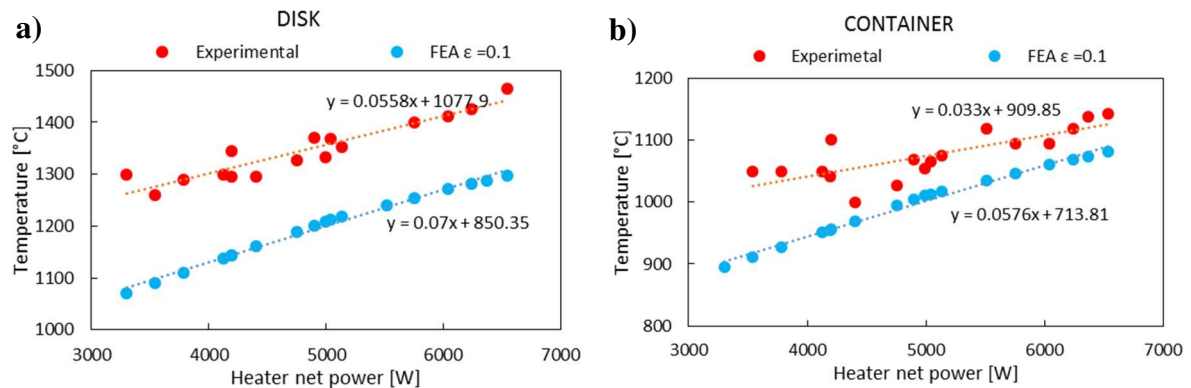 a)
DISK
Experimental
FEA ε =0.1
1500
1400
1300
1200
1100
1000
Temperature [°C]
y = 0.0558x + 1077.9
y = 0.07x + 850.35
3000 4000 5000 6000 7000
Heater net power [W]
b)
CONTAINER
Experimetal
FEA ε =0.1
1200
1100
1000
900
800
Temperature [°C]
y = 0.033x + 909.85
y = 0.0576x + 713.81
3000 4000 5000 6000 7000
Heater net power [W]